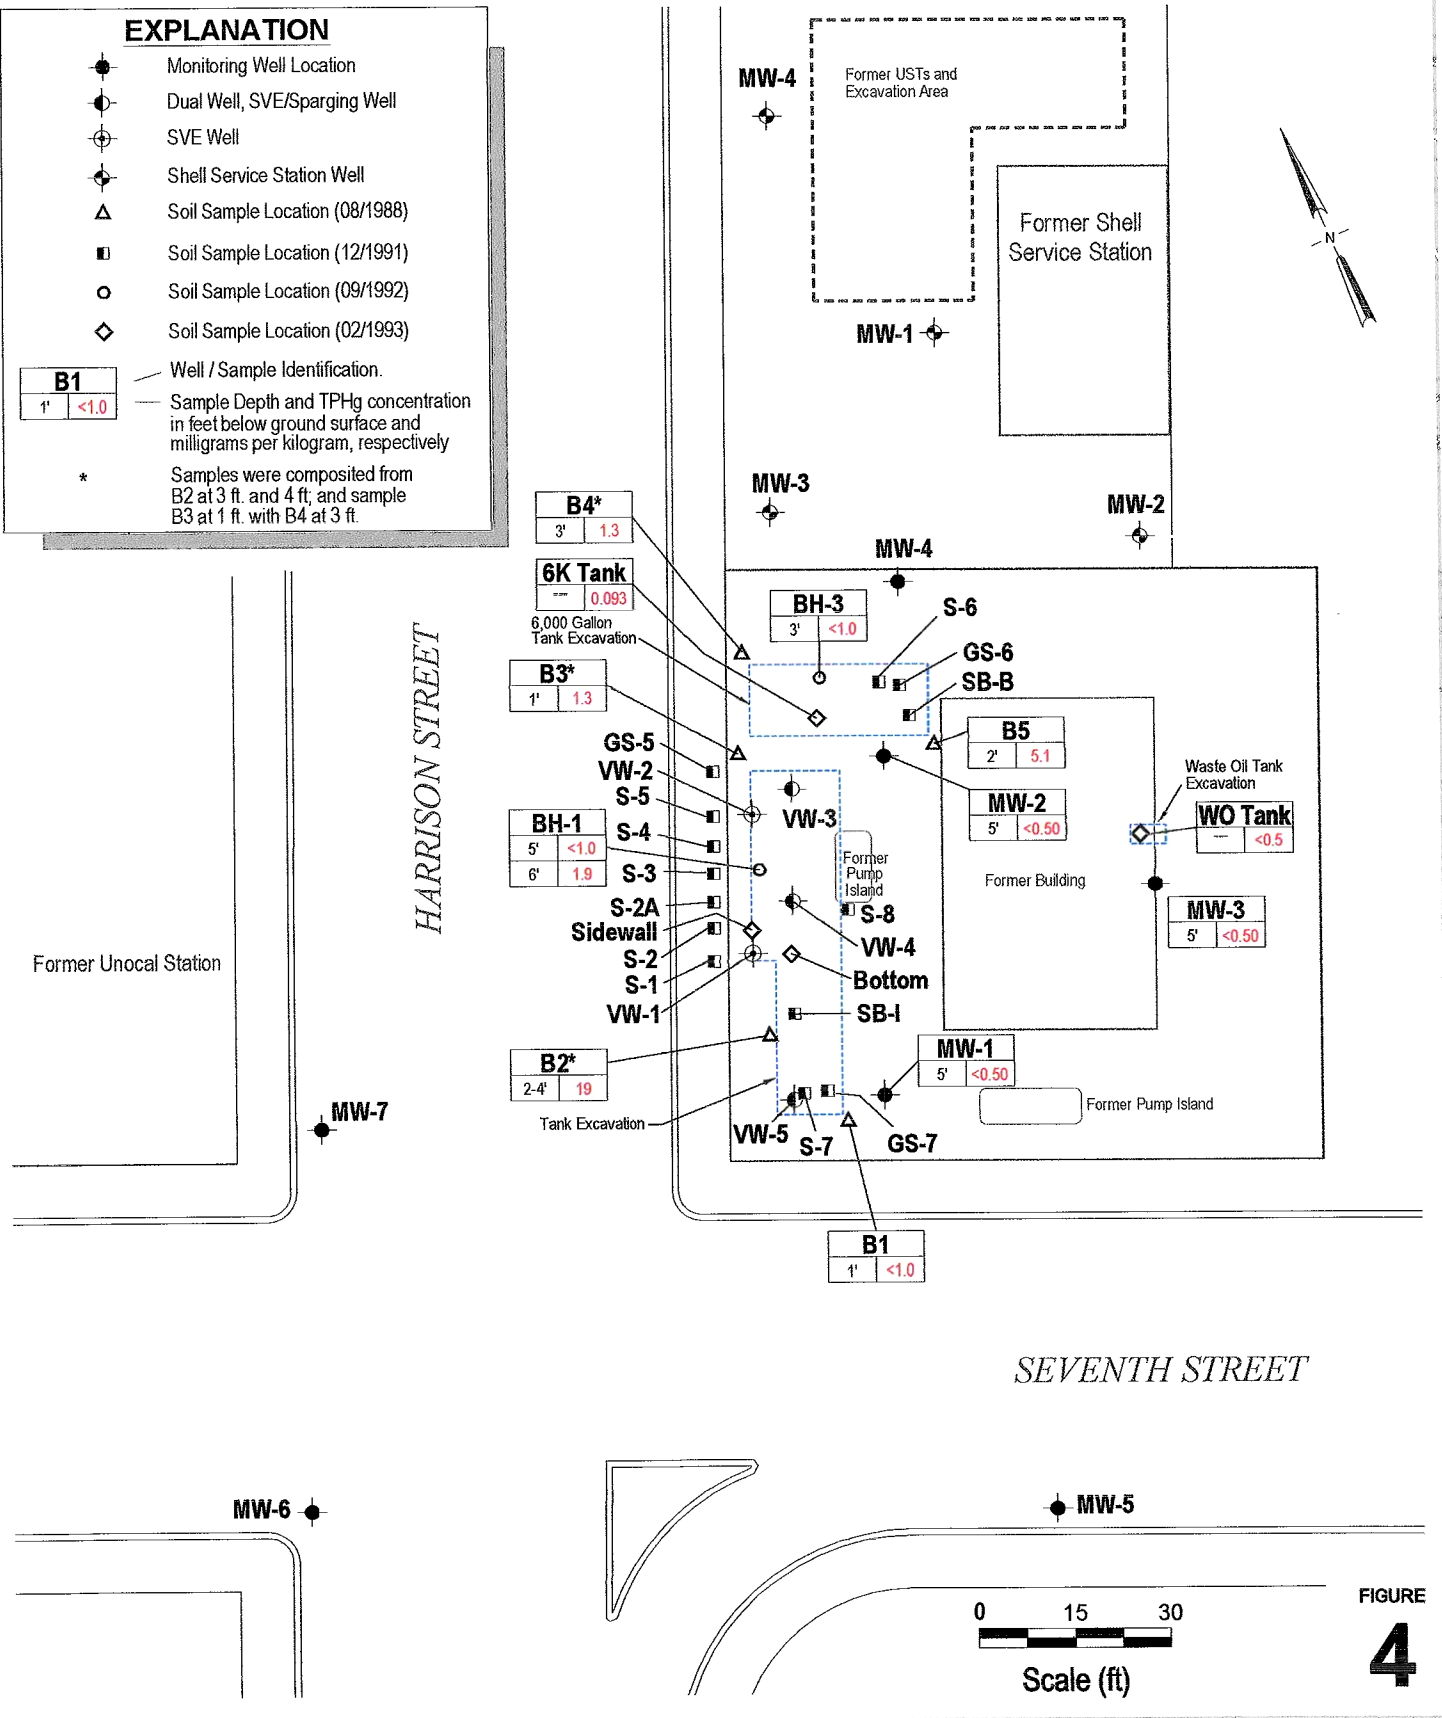 EXPLANATION
Monitoring Well Location
Dual Well, SVE/Sparging Well
SVE Well
Shell Service Station Well
Soil Sample Location (08/1988)
Soil Sample Location (12/1991)
Soil Sample Location (09/1992)
Soil Sample Location (02/1993)
B1
1' <1.0
Well / Sample Identification.
Sample Depth and TPHg concentration
in feet below ground surface and
milligrams per kilogram, respectively
*
Samples were composited from
B2 at 3 ft. and 4 ft; and sample
B3 at 1 ft. with B4 at 3 ft.
MW-4
Former USTs and
Excavation Area
Former Shell
Service Station
N
MW-1
MW-3
MW-2
MW-4
B4*
3' 1.3
6K Tank
--- 0.093
6,000 Gallon
Tank Excavation
BH-3
3' <1.0
S-6
GS-6
SB-B
B3*
1' 1.3
B5
2' 5.1
GS-5
VW-2
S-5
VW-3
MW-2
5' <0.50
Waste Oil Tank
Excavation
WO Tank
--- <0.5
BH-1
5' <1.0
6' 1.9
S-4
S-3
S-2A
Sidewall
S-2
S-1
VW-1
Former
Pump
Island
S-8
VW-4
Bottom
SB-I
Former Building
MW-3
5' <0.50
HARRISON STREET
Former Unocal Station
B2*
2-4' 19
Tank Excavation
MW-1
5' <0.50
Former Pump Island
MW-7
VW-5
S-7
GS-7
B1
1' <1.0
SEVENTH STREET
MW-6
MW-5
0 15 30
Scale (ft)
FIGURE
4